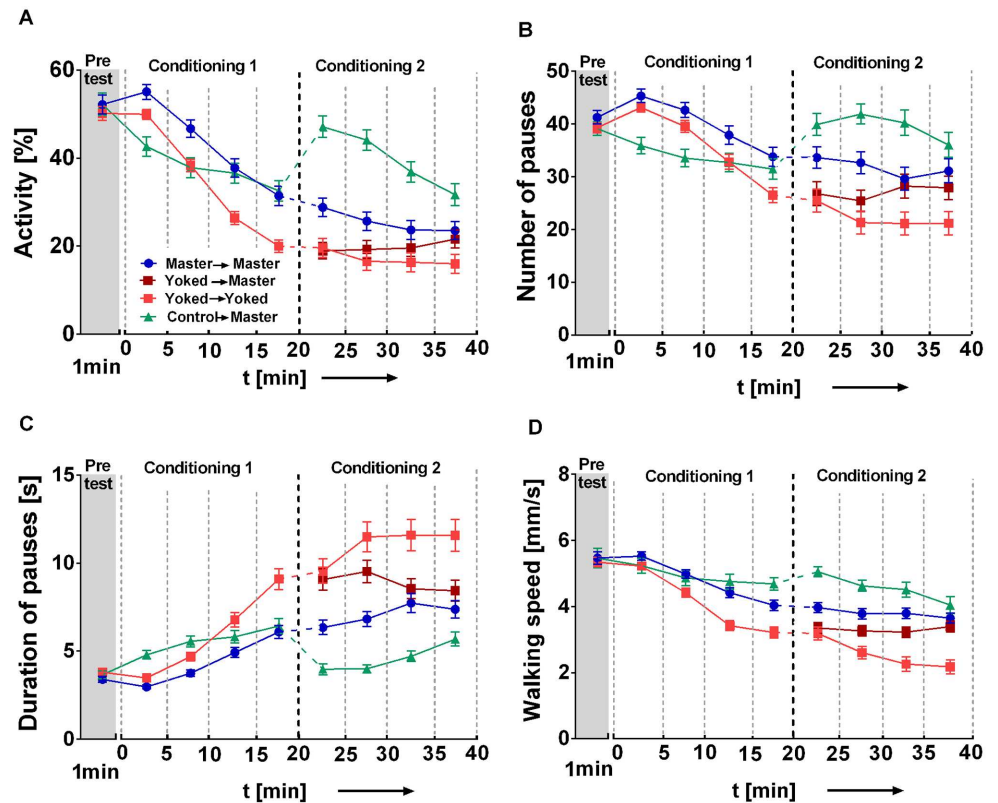 A
Pre
test
Conditioning 1
Conditioning 2
Activity [%]
60
40
20
0
Master→Master
Yoked→Master
Yoked→Yoked
Control→Master
1min
0
5
10
15
20
25
30
35
40
t [min]
B
Pre
test
Conditioning 1
Conditioning 2
Number of pauses
50
40
30
20
10
0
1min
0
5
10
15
20
25
30
35
40
t [min]
C
Pre
test
Conditioning 1
Conditioning 2
Duration of pauses [s]
15
10
5
0
1min
0
5
10
15
20
25
30
35
40
t [min]
D
Pre
test
Conditioning 1
Conditioning 2
Walking speed [mm/s]
8
6
4
2
0
1min
0
5
10
15
20
25
30
35
40
t [min]